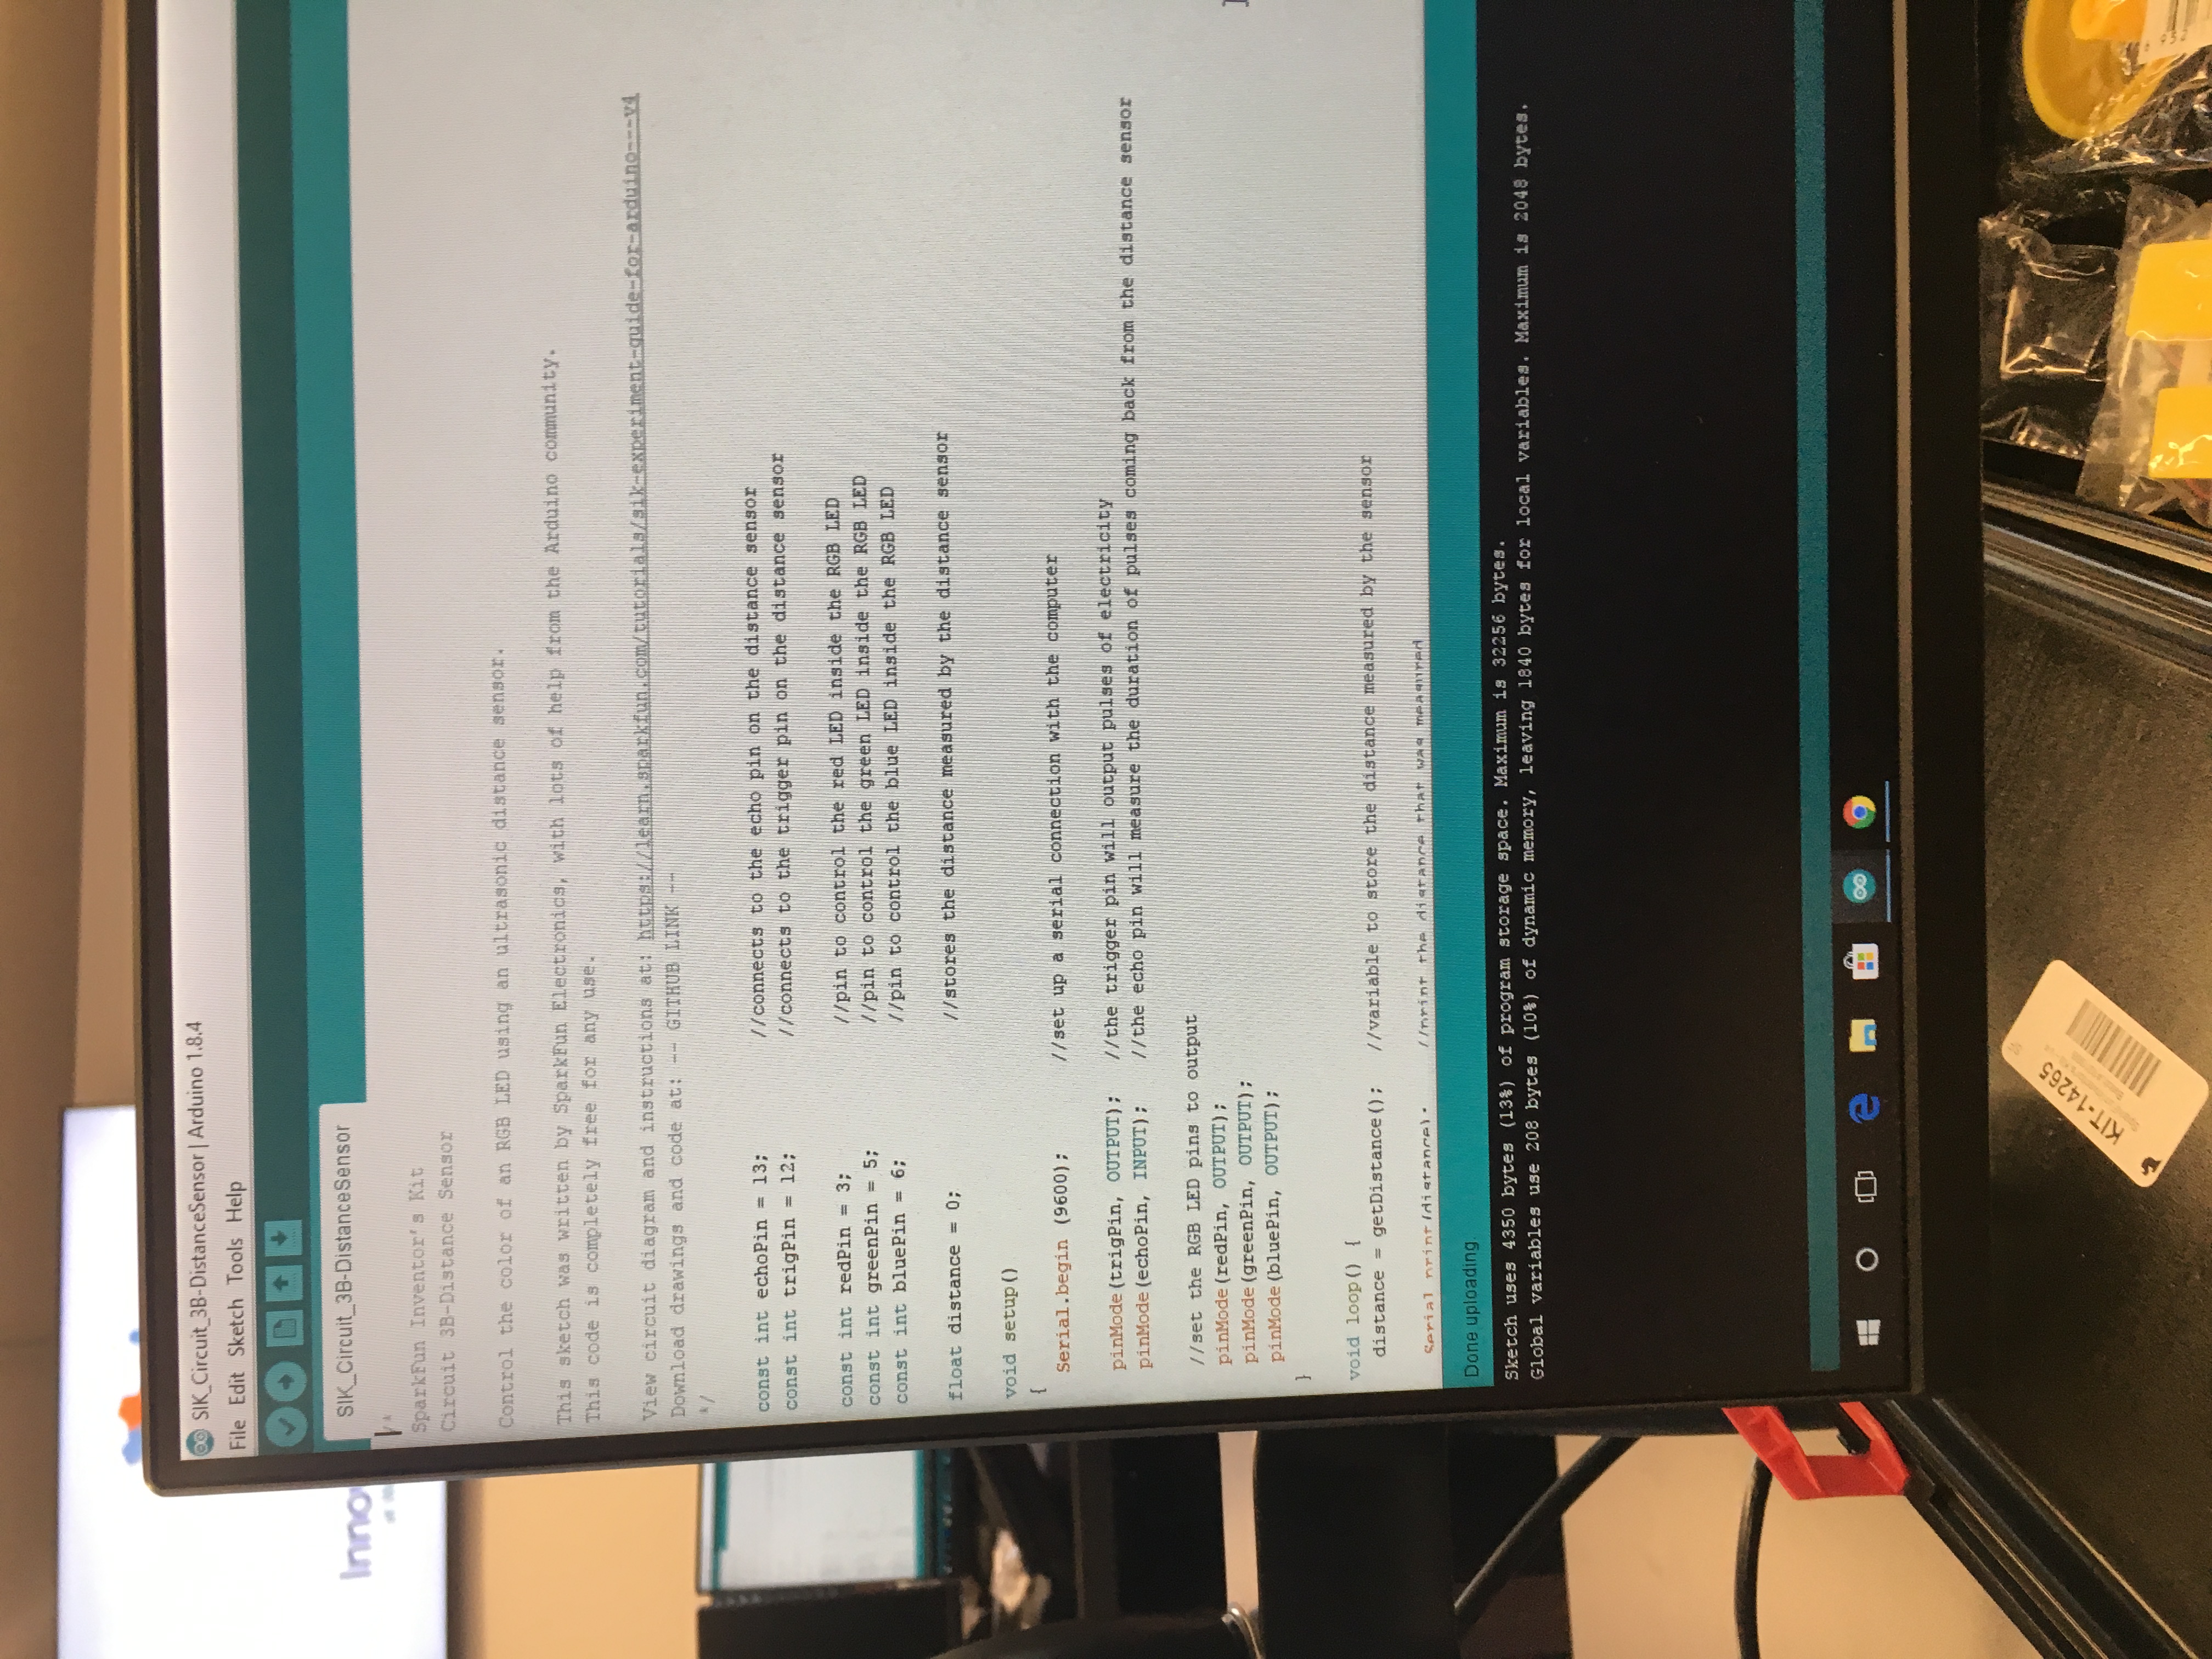 Inno
SIK_Circuit_3B-DistanceSensor | Arduino 1.8.4
File Edit Sketch Tools Help
SIK_Circuit_3B-DistanceSensor
/*
SparkFun Inventor's Kit
Circuit 3B-Distance Sensor
Control the color of an RGB LED using an ultrasonic distance sensor.
This sketch was written by SparkFun Electronics, with lots of help from the Arduino community.
This code is completely free for any use.
View circuit diagram and instructions at: https://learn.sparkfun.com/tutorials/sik-experiment-guide-for-arduino---v4
Download drawings and code at: -- GITHUB LINK --
*/
const int echoPin = 13; //connects to the echo pin on the distance sensor
const int trigPin = 12; //connects to the trigger pin on the distance sensor
const int redPin = 3; //pin to control the red LED inside the RGB LED
const int greenPin = 5; //pin to control the green LED inside the RGB LED
const int bluePin = 6; //pin to control the blue LED inside the RGB LED
float distance = 0; //stores the distance measured by the distance sensor
void setup()
{
Serial.begin (9600); //set up a serial connection with the computer
pinMode(trigPin, OUTPUT); //the trigger pin will output pulses of electricity
pinMode(echoPin, INPUT); //the echo pin will measure the duration of pulses coming back from the distance sensor
//set the RGB LED pins to output
pinMode(redPin, OUTPUT);
pinMode(greenPin, OUTPUT);
pinMode(bluePin, OUTPUT);
}
void loop() {
distance = getDistance(); //variable to store the distance measured by the sensor
Serial.print(distance); //print the distance that was measured
Done uploading.
Sketch uses 4350 bytes (13%) of program storage space. Maximum is 32256 bytes.
Global variables use 208 bytes (10%) of dynamic memory, leaving 1840 bytes for local variables. Maximum is 2048 bytes.
KIT-14265